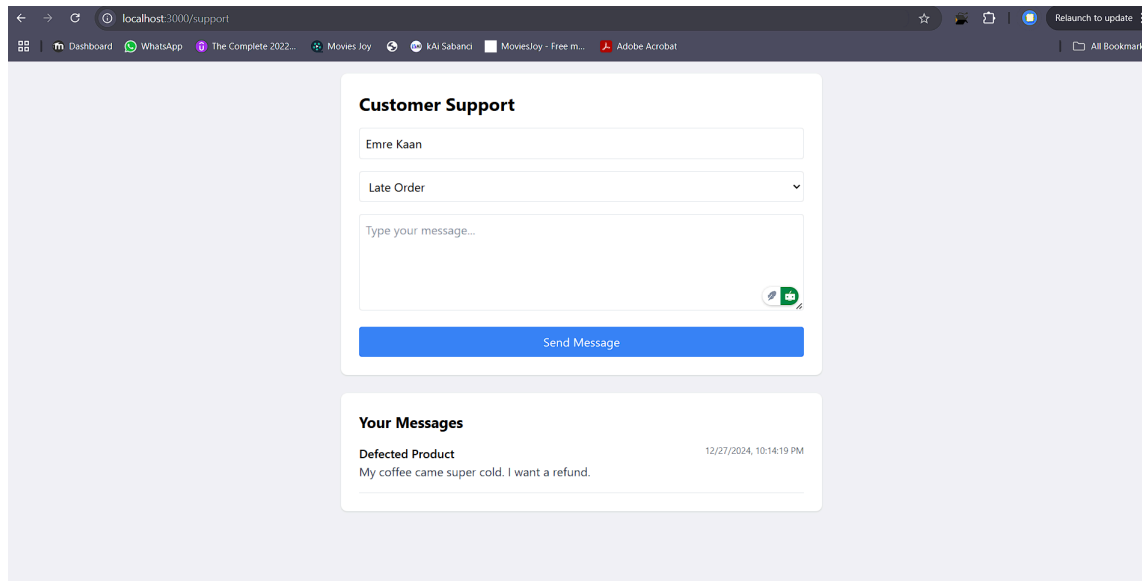 localhost:3000/support
Relaunch to update
Dashboard WhatsApp The Complete 2022... Movies Joy kAi Sabanci MoviesJoy - Free m... Adobe Acrobat All Bookmark
Customer Support
Emre Kaan
Late Order
Type your message...
Send Message
Your Messages
Defected Product 12/27/2024, 10:14:19 PM
My coffee came super cold. I want a refund.